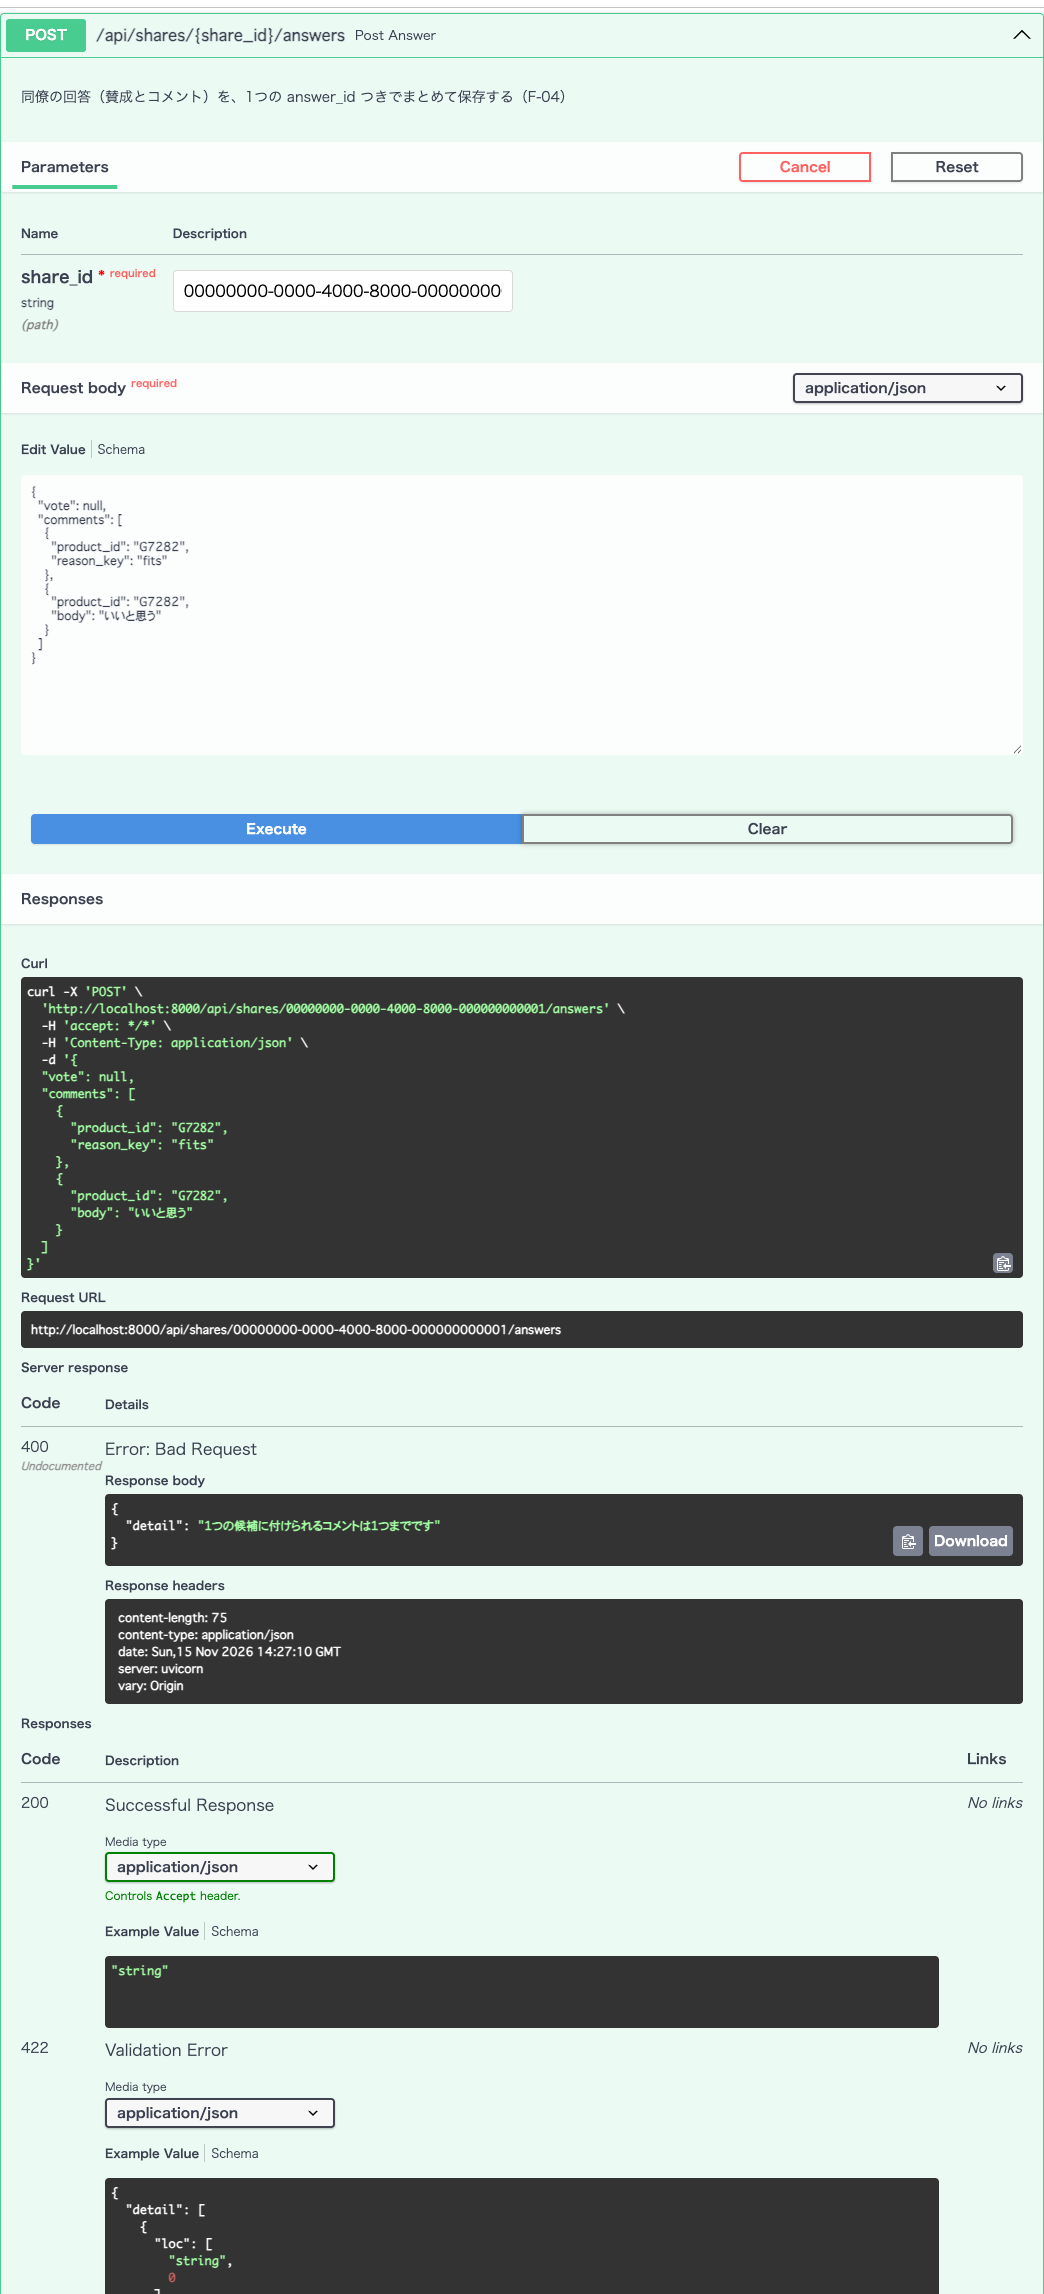 POST /api/shares/{share_id}/answers Post Answer
同僚の回答（賛成とコメント）を、1つの answer_id つきでまとめて保存する（F-04）
Parameters
Cancel
Reset
Name Description
share_id * required
string
(path)
00000000-0000-4000-8000-00000000
Request body required
application/json
Edit Value Schema
{
  "vote": null,
  "comments": [
    {
      "product_id": "G7282",
      "reason_key": "fits"
    },
    {
      "product_id": "G7282",
      "body": "いいと思う"
    }
  ]
}
Execute
Clear
Responses
Curl
curl -X 'POST' \
  'http://localhost:8000/api/shares/00000000-0000-4000-8000-000000000001/answers' \
  -H 'accept: */*' \
  -H 'Content-Type: application/json' \
  -d '{
  "vote": null,
  "comments": [
    {
      "product_id": "G7282",
      "reason_key": "fits"
    },
    {
      "product_id": "G7282",
      "body": "いいと思う"
    }
  ]
}'
Request URL
http://localhost:8000/api/shares/00000000-0000-4000-8000-000000000001/answers
Server response
Code Details
400
Undocumented
Error: Bad Request
Response body
{
  "detail": "1つの候補に付けられるコメントは1つまでです"
}
Download
Response headers
content-length: 75
content-type: application/json
date: Sun,15 Nov 2026 14:27:10 GMT
server: uvicorn
vary: Origin
Responses
Code Description Links
200 Successful Response No links
Media type
application/json
Controls Accept header.
Example Value Schema
"string"
422 Validation Error No links
Media type
application/json
Example Value Schema
{
  "detail": [
    {
      "loc": [
        "string",
        0
      ]